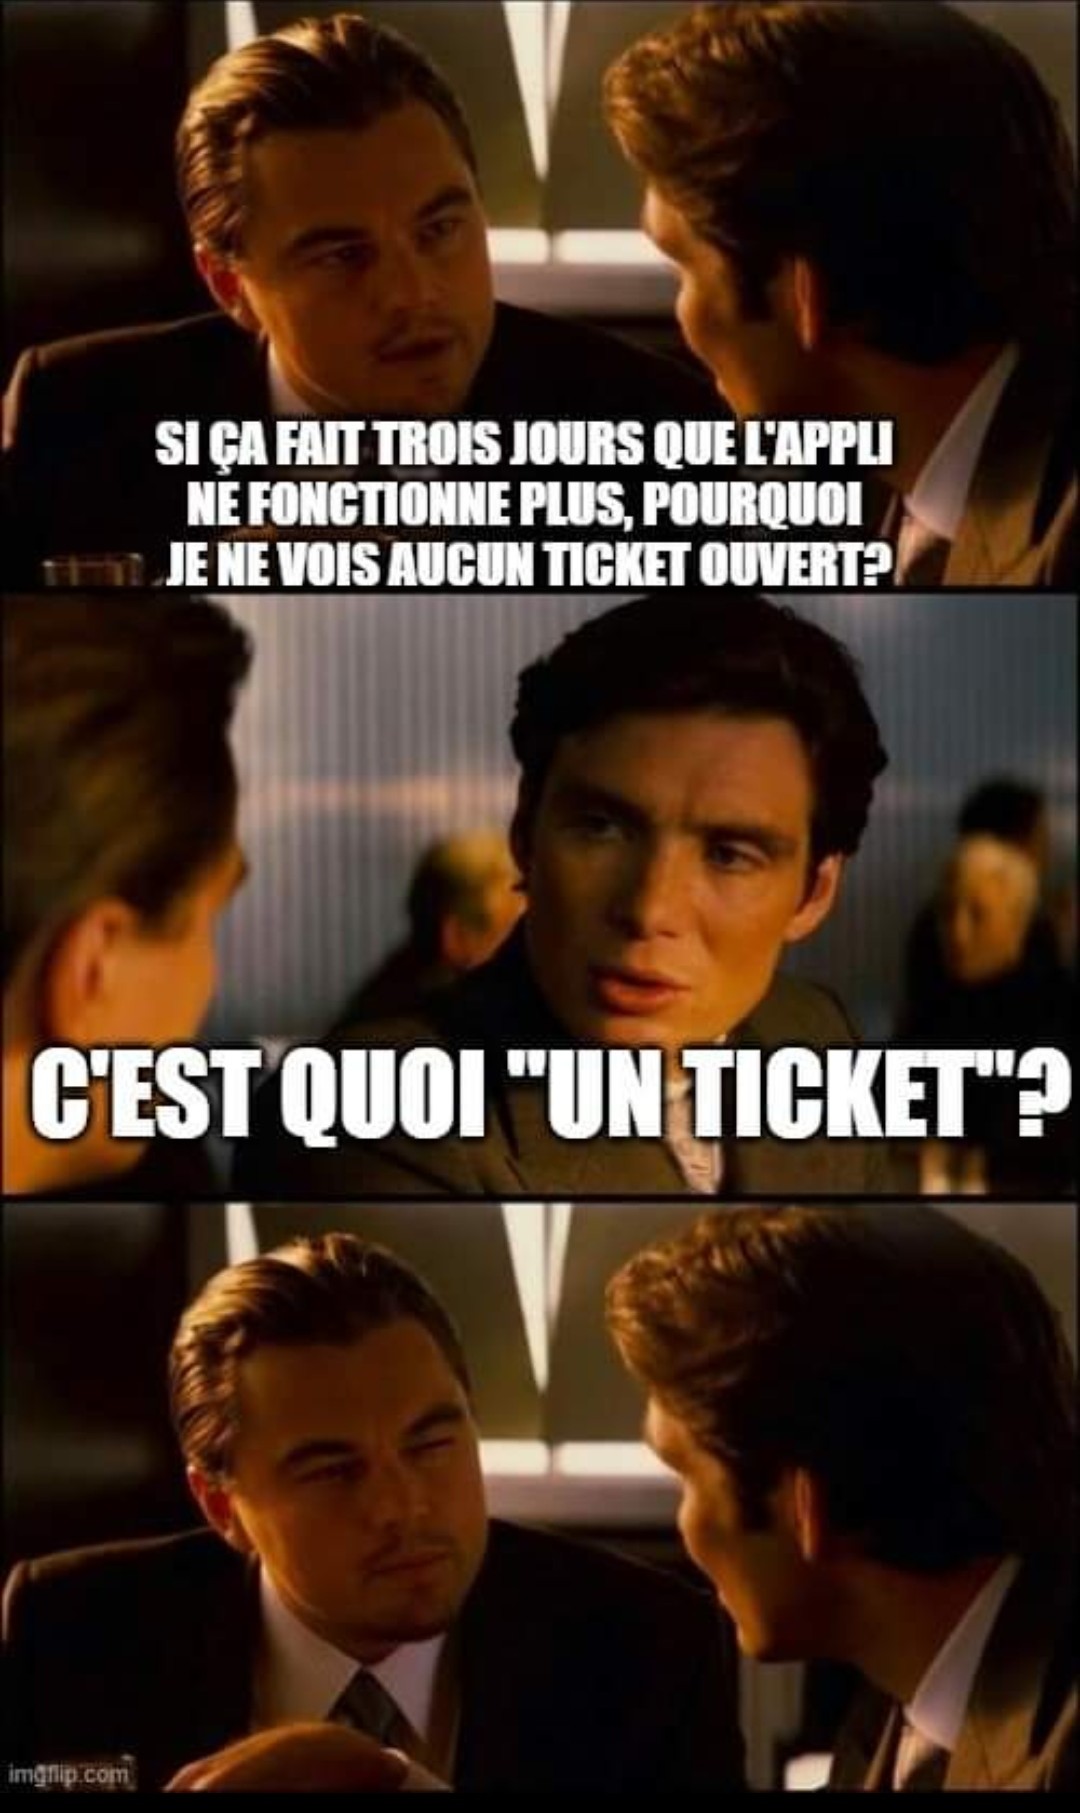 SI ÇA FAIT TROIS JOURS QUE L'APPLI
NE FONCTIONNE PLUS, POURQUOI
JE NE VOIS AUCUN TICKET OUVERT?
C'EST QUOI "UN TICKET"?
imgflip.com